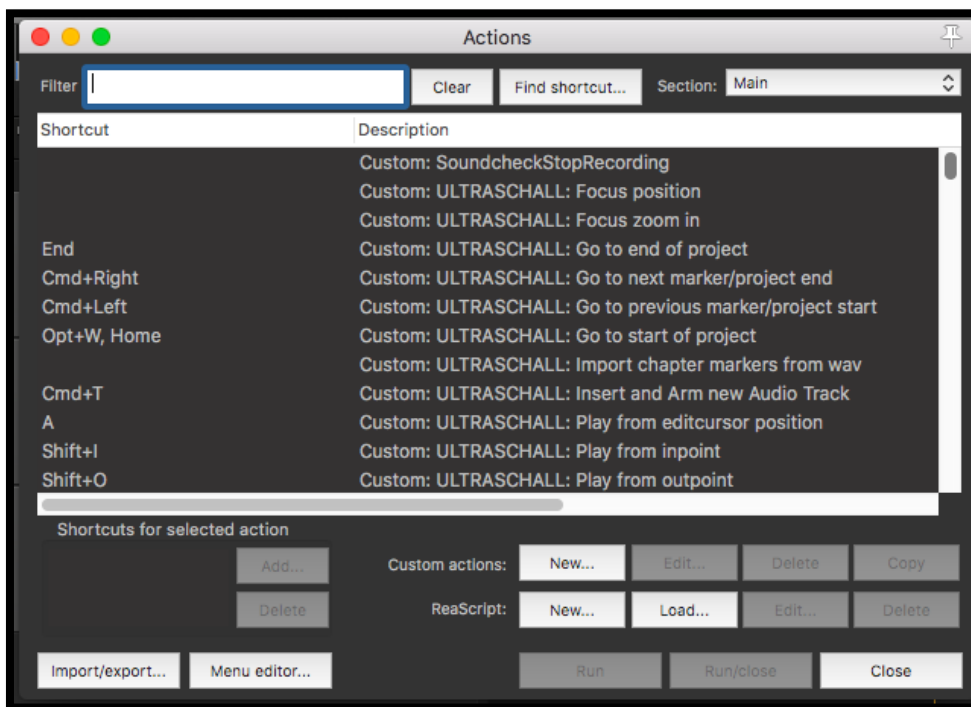 Actions
Filter Clear Find shortcut... Section: Main
Shortcut Description
Custom: SoundcheckStopRecording
Custom: ULTRASCHALL: Focus position
Custom: ULTRASCHALL: Focus zoom in
End Custom: ULTRASCHALL: Go to end of project
Cmd+Right Custom: ULTRASCHALL: Go to next marker/project end
Cmd+Left Custom: ULTRASCHALL: Go to previous marker/project start
Opt+W, Home Custom: ULTRASCHALL: Go to start of project
Custom: ULTRASCHALL: Import chapter markers from wav
Cmd+T Custom: ULTRASCHALL: Insert and Arm new Audio Track
A Custom: ULTRASCHALL: Play from editcursor position
Shift+I Custom: ULTRASCHALL: Play from inpoint
Shift+O Custom: ULTRASCHALL: Play from outpoint
Shortcuts for selected action
Add... Custom actions: New... Edit... Delete Copy
Delete ReaScript: New... Load... Edit... Delete
Import/export... Menu editor... Run Run/close Close